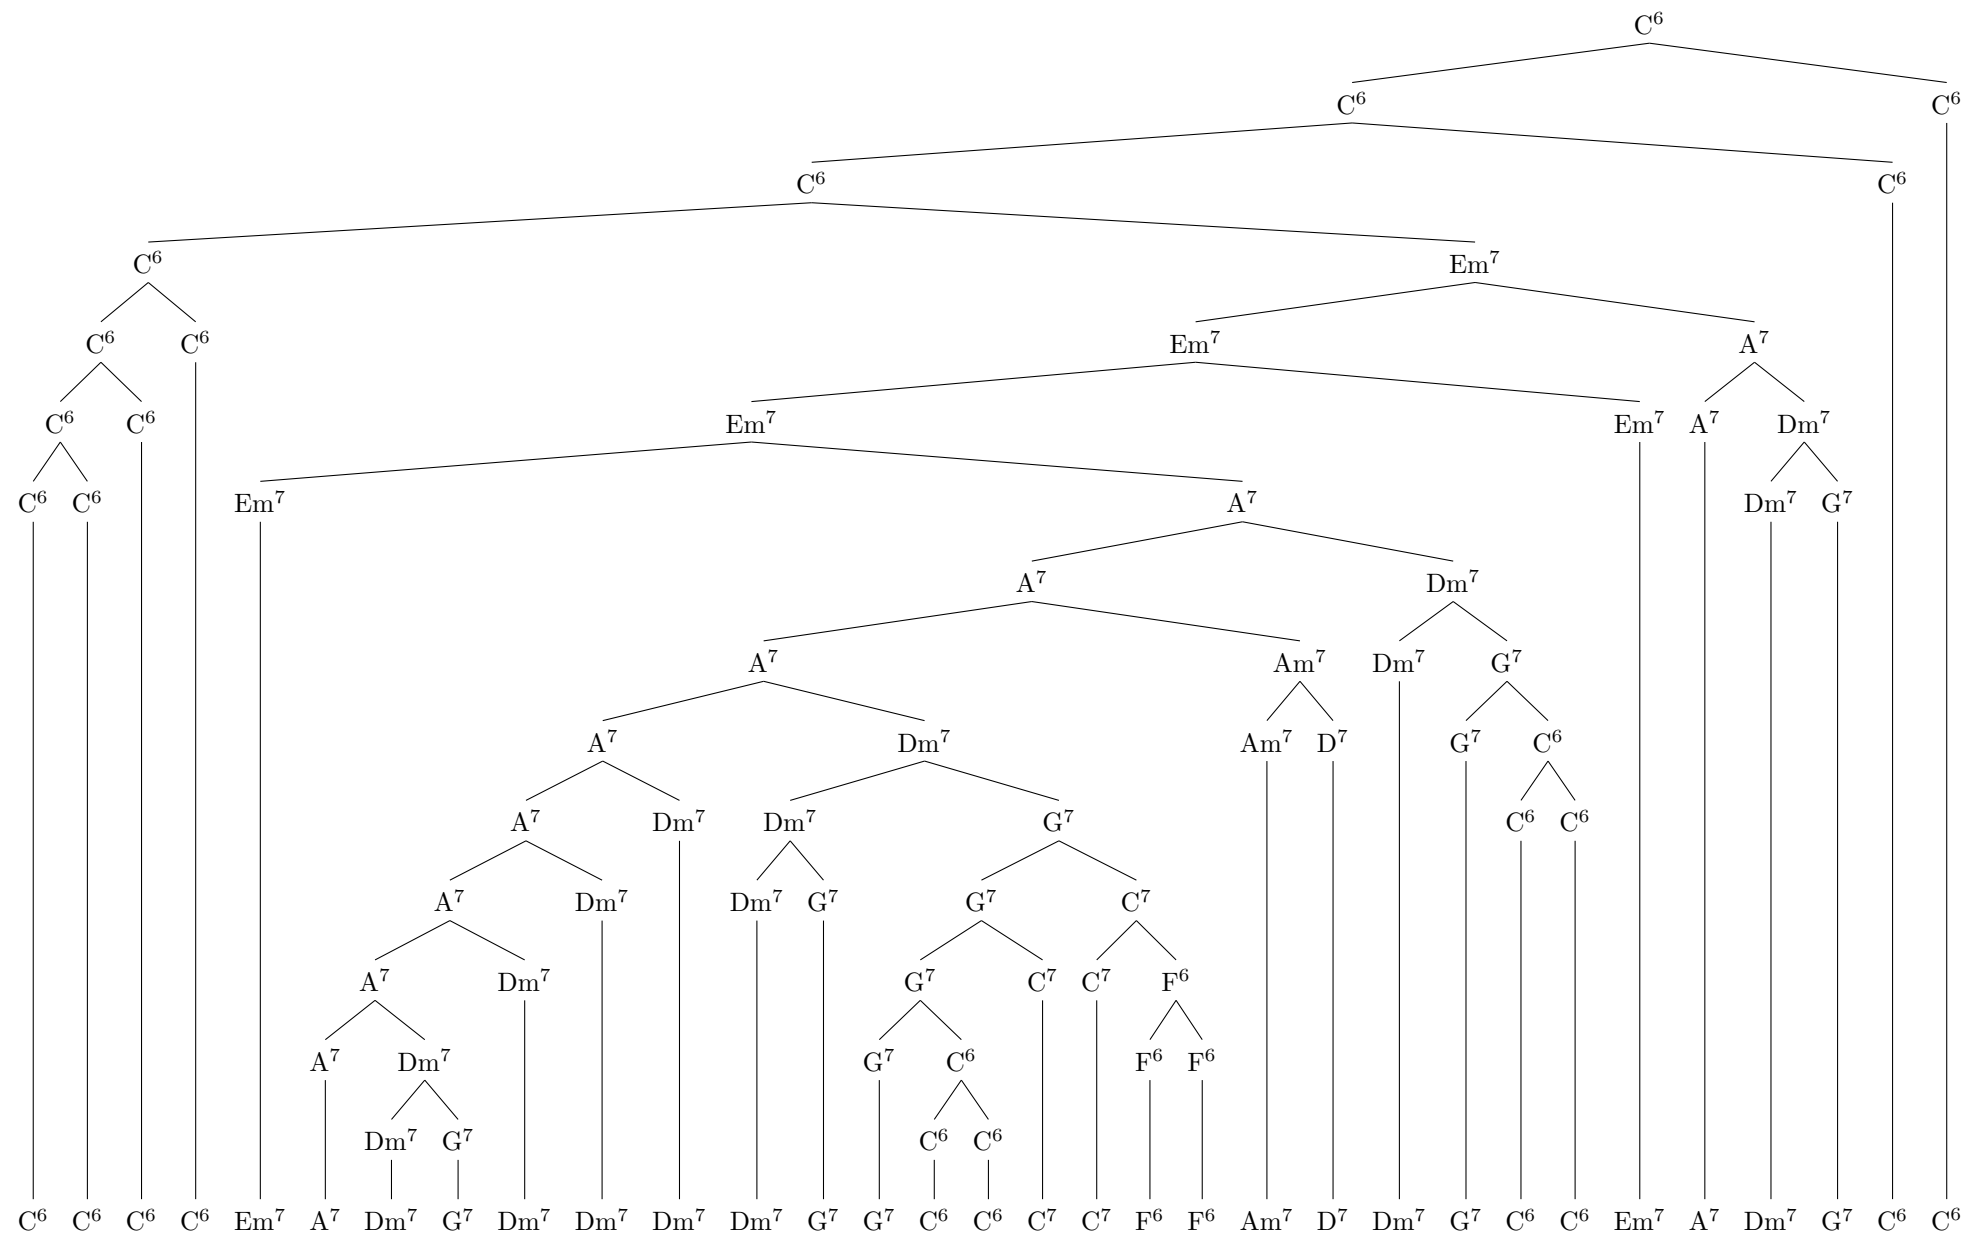 C⁶
C⁶ C⁶
C⁶ C⁶
C⁶ Em⁷
C⁶ C⁶ Em⁷ A⁷
C⁶ C⁶ Em⁷ Em⁷ A⁷ Dm⁷
C⁶ C⁶ Em⁷ A⁷ Dm⁷ G⁷
A⁷ Dm⁷
A⁷ Am⁷ Dm⁷ G⁷
A⁷ Dm⁷ Am⁷ D⁷ G⁷ C⁶
A⁷ Dm⁷ Dm⁷ G⁷ C⁶ C⁶
A⁷ Dm⁷ Dm⁷ G⁷ G⁷ C⁷
A⁷ Dm⁷ G⁷ C⁷ C⁷ F⁶
A⁷ Dm⁷ G⁷ C⁶ F⁶ F⁶
Dm⁷ G⁷ C⁶ C⁶
C⁶ C⁶ C⁶ C⁶ Em⁷ A⁷ Dm⁷ G⁷ Dm⁷ Dm⁷ Dm⁷ Dm⁷ G⁷ G⁷ C⁶ C⁶ C⁷ C⁷ F⁶ F⁶ Am⁷ D⁷ Dm⁷ G⁷ C⁶ C⁶ Em⁷ A⁷ Dm⁷ G⁷ C⁶ C⁶